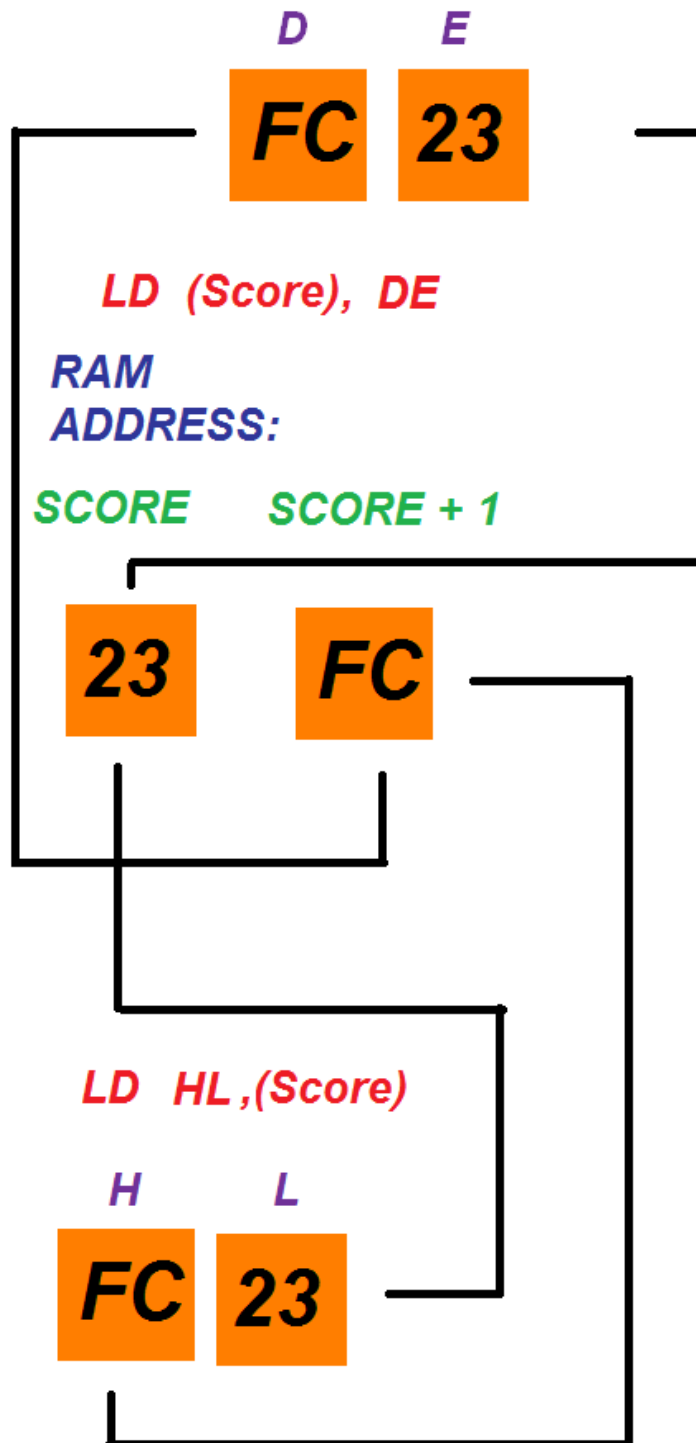 D E
FC 23
LD (Score), DE
RAM
ADDRESS:
SCORE SCORE + 1
23 FC
LD HL ,(Score)
H L
FC 23